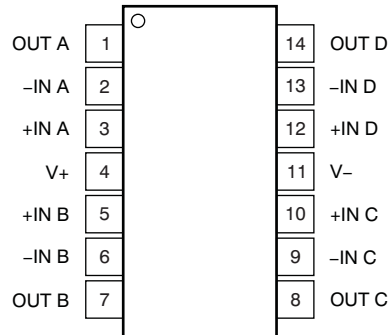 OUT A 1 14 OUT D
−IN A 2 13 −IN D
+IN A 3 12 +IN D
V+ 4 11 V−
+IN B 5 10 +IN C
−IN B 6 9 −IN C
OUT B 7 8 OUT C